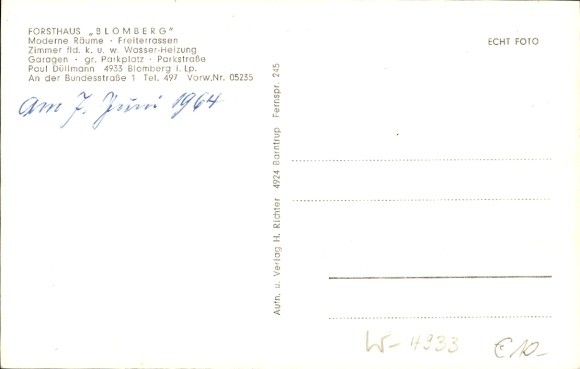 FORSTHAUS „BLOMBERG"
Moderne Räume · Freiterrassen
Zimmer fld. k. u. w. Wasser-Heizung
Garagen · gr. Parkplatz · Parkstraße
Paul Düllmann 4933 Blomberg i. Lp.
An der Bundesstraße 1 Tel. 497 Vorw.Nr. 05235
am 7. Juni 1964
Aufn. u. Verlag H. Richter 4924 Barntrup Fernspr. 245
ECHT FOTO
W-4933
€10-